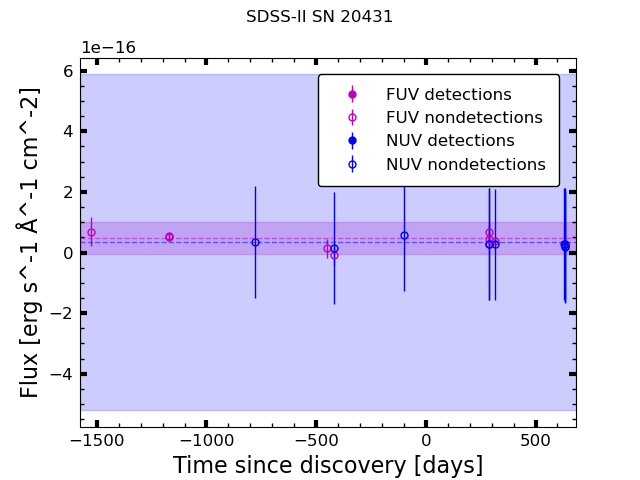 SDSS-II SN 20431
1e−16
6
4
2
0
−2
−4
Flux [erg s^-1 Å^-1 cm^-2]
FUV detections
FUV nondetections
NUV detections
NUV nondetections
−1500 −1000 −500 0 500
Time since discovery [days]